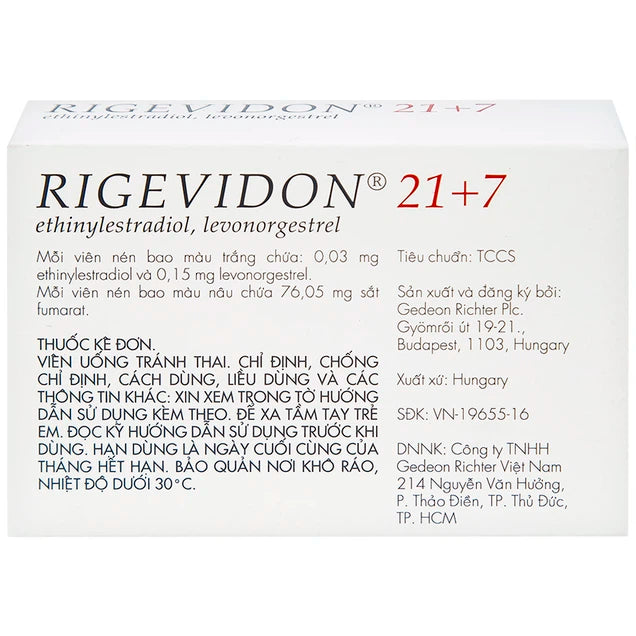 RIGEVIDON® 21+7
ethinylestradiol, levonorgestrel
RIGEVIDON® 21+7
ethinylestradiol, levonorgestrel
Mỗi viên nén bao màu trắng chứa: 0,03 mg
ethinylestradiol và 0,15 mg levonorgestrel.
Mỗi viên nén bao màu nâu chứa 76,05 mg sắt
fumarat.
THUỐC KÊ ĐƠN.
VIÊN UỐNG TRÁNH THAI. CHỈ ĐỊNH, CHỐNG
CHỈ ĐỊNH, CÁCH DÙNG, LIỀU DÙNG VÀ CÁC
THÔNG TIN KHÁC: XIN XEM TRONG TỜ HƯỚNG
DẪN SỬ DỤNG KÈM THEO. ĐỂ XA TẦM TAY TRẺ
EM. ĐỌC KỸ HƯỚNG DẪN SỬ DỤNG TRƯỚC KHI
DÙNG. HẠN DÙNG LÀ NGÀY CUỐI CÙNG CỦA
THÁNG HẾT HẠN. BẢO QUẢN NƠI KHÔ RÁO,
NHIỆT ĐỘ DƯỚI 30°C.
Tiêu chuẩn: TCCS
Sản xuất và đăng ký bởi:
Gedeon Richter Plc.
Gyömrői út 19-21.,
Budapest, 1103, Hungary
Xuất xứ: Hungary
SĐK: VN-19655-16
DNNK: Công ty TNHH
Gedeon Richter Việt Nam
214 Nguyễn Văn Hưởng,
P. Thảo Điền, TP. Thủ Đức,
TP. HCM